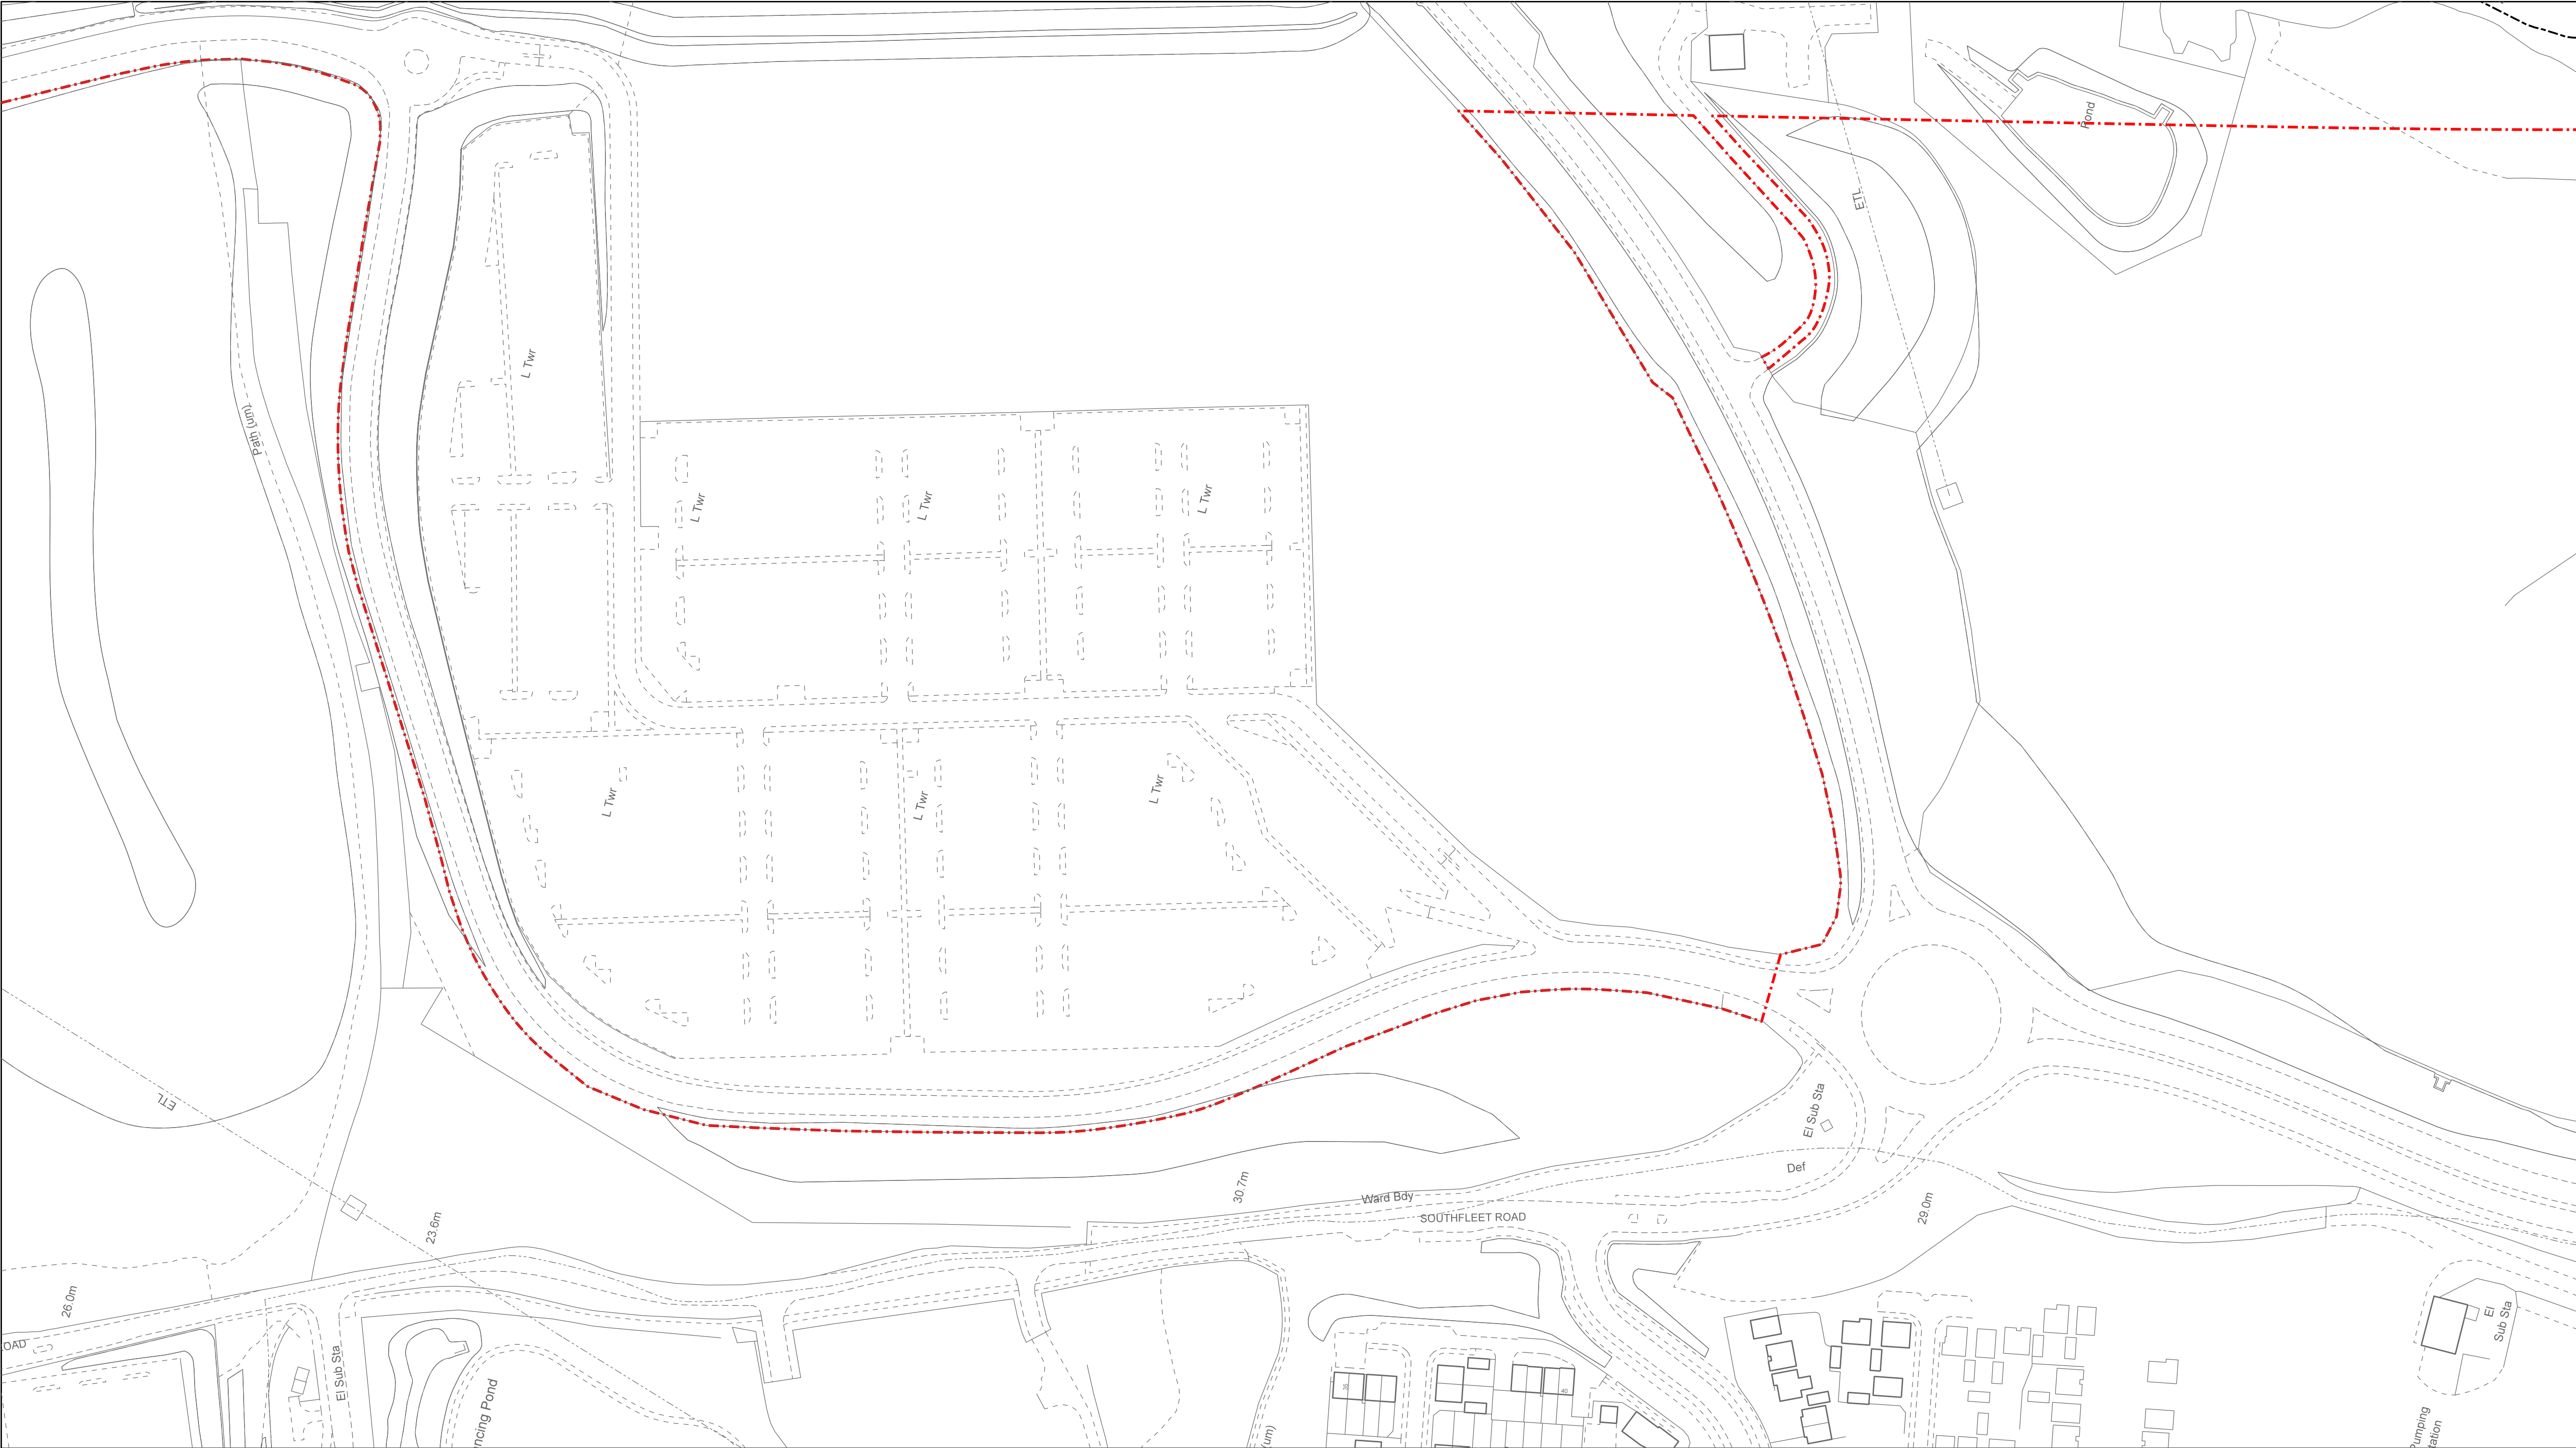 Pond
ETL
L Twr
Path (um)
L Twr
L Twr
L Twr
L Twr
L Twr
L Twr
ETL
El Sub Sta
Def
30.7m
Ward Bdy
SOUTHFLEET ROAD
29.0m
23.6m
26.0m
OAD
El Sub Sta
ncing Pond
(um)
40
El
Sub Sta
Pumping
tation